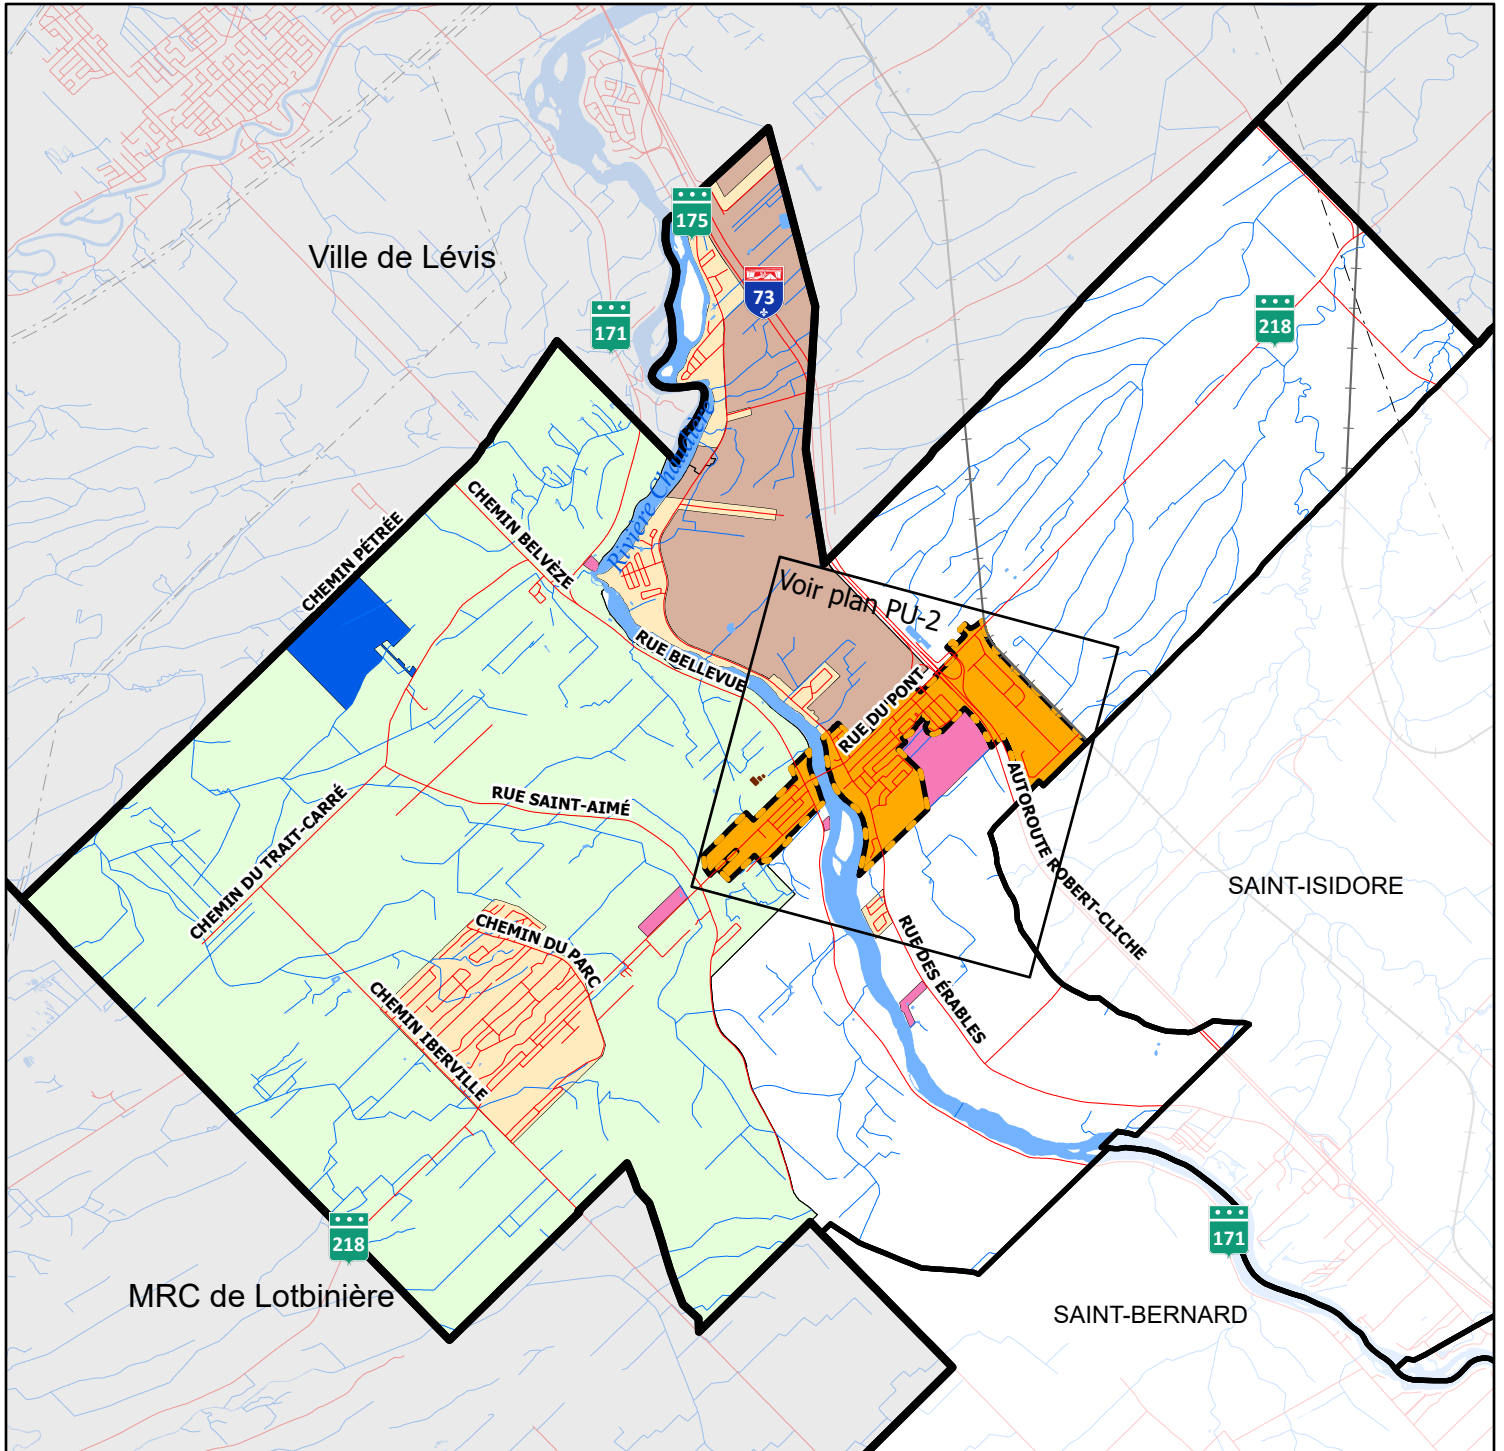 175
Ville de Lévis
73
171
218
Rivière Chaudière
CHEMIN BELVÈZE
CHEMIN PÉTRÉE
Voir plan PU-2
RUE BELLEVUE
RUE DU PONT
AUTOROUTE ROBERT-CLICHE
RUE SAINT-AIMÉ
CHEMIN DU TRAIT-CARRÉ
SAINT-ISIDORE
CHEMIN DU PARC
RUE DES ÉRABLES
CHEMIN IBERVILLE
218
171
MRC de Lotbinière
SAINT-BERNARD